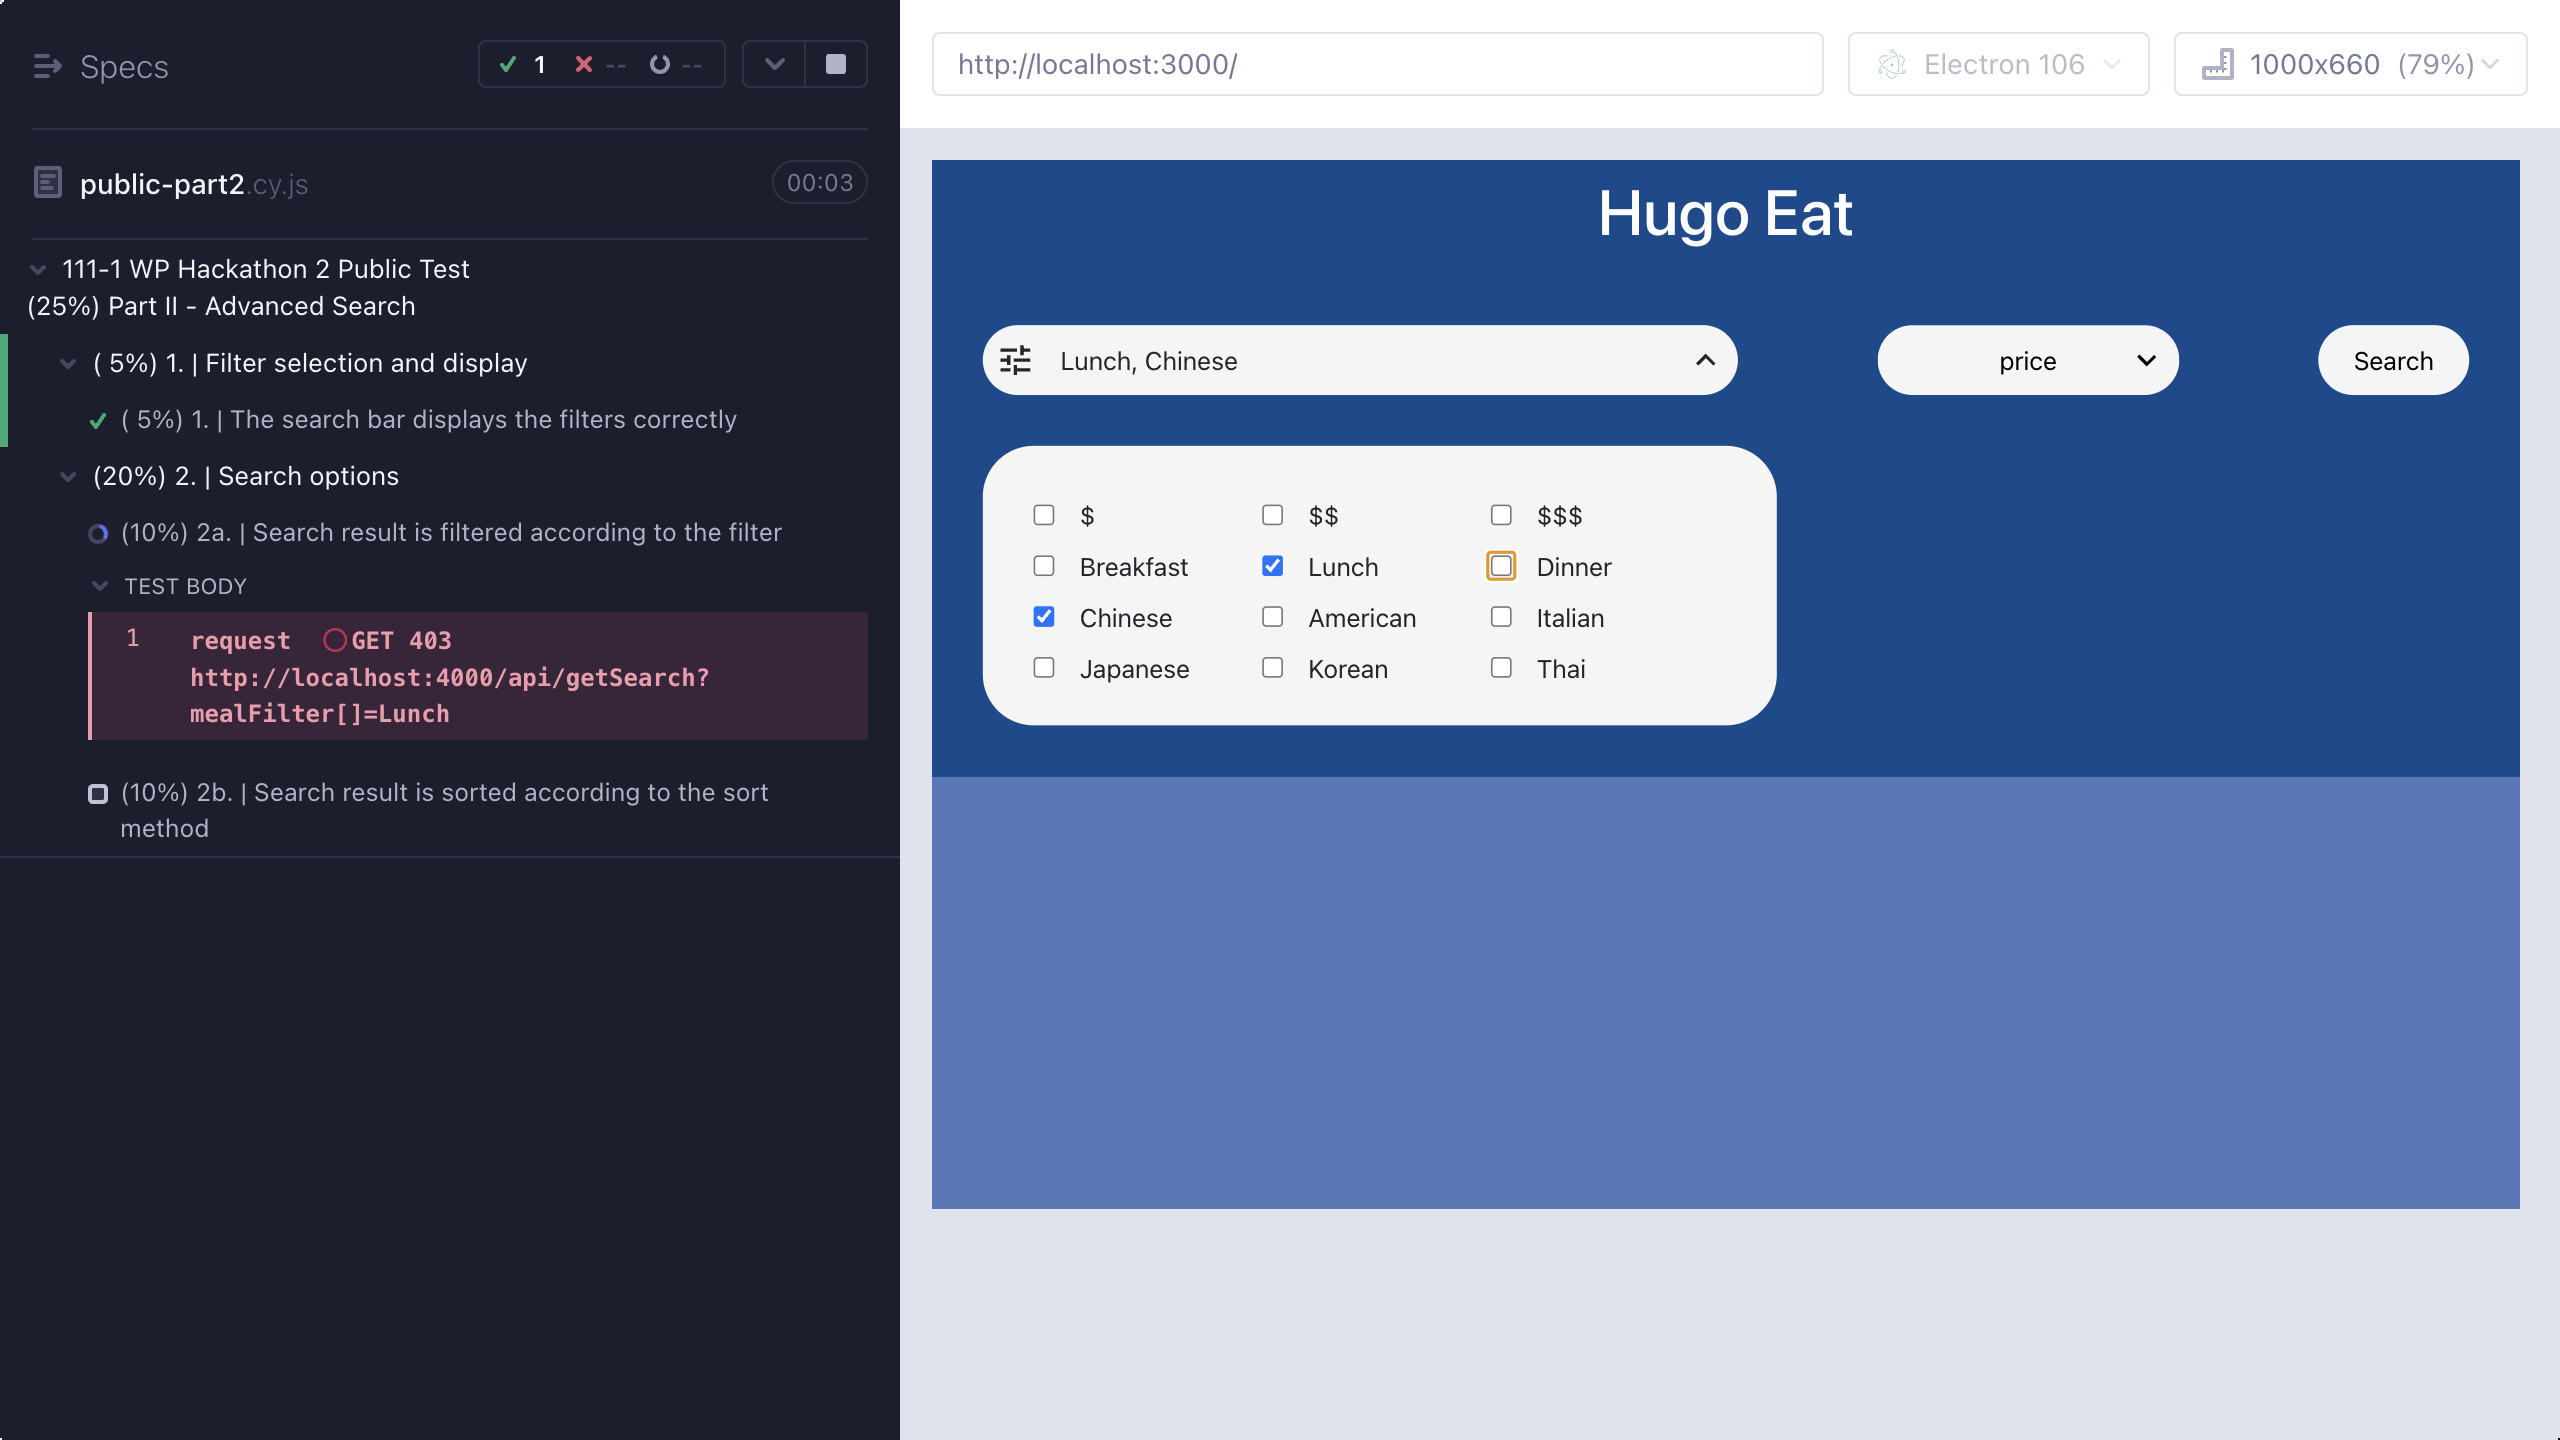 Specs
1 -- --
public-part2.cy.js
00:03
111-1 WP Hackathon 2 Public Test
(25%) Part II - Advanced Search
( 5%) 1. | Filter selection and display
( 5%) 1. | The search bar displays the filters correctly
(20%) 2. | Search options
(10%) 2a. | Search result is filtered according to the filter
TEST BODY
1 request GET 403
http://localhost:4000/api/getSearch?
mealFilter[]=Lunch
(10%) 2b. | Search result is sorted according to the sort
method
http://localhost:3000/
Electron 106
1000x660 (79%)
Hugo Eat
Lunch, Chinese
price
Search
$ $$ $$$
Breakfast Lunch Dinner
Chinese American Italian
Japanese Korean Thai